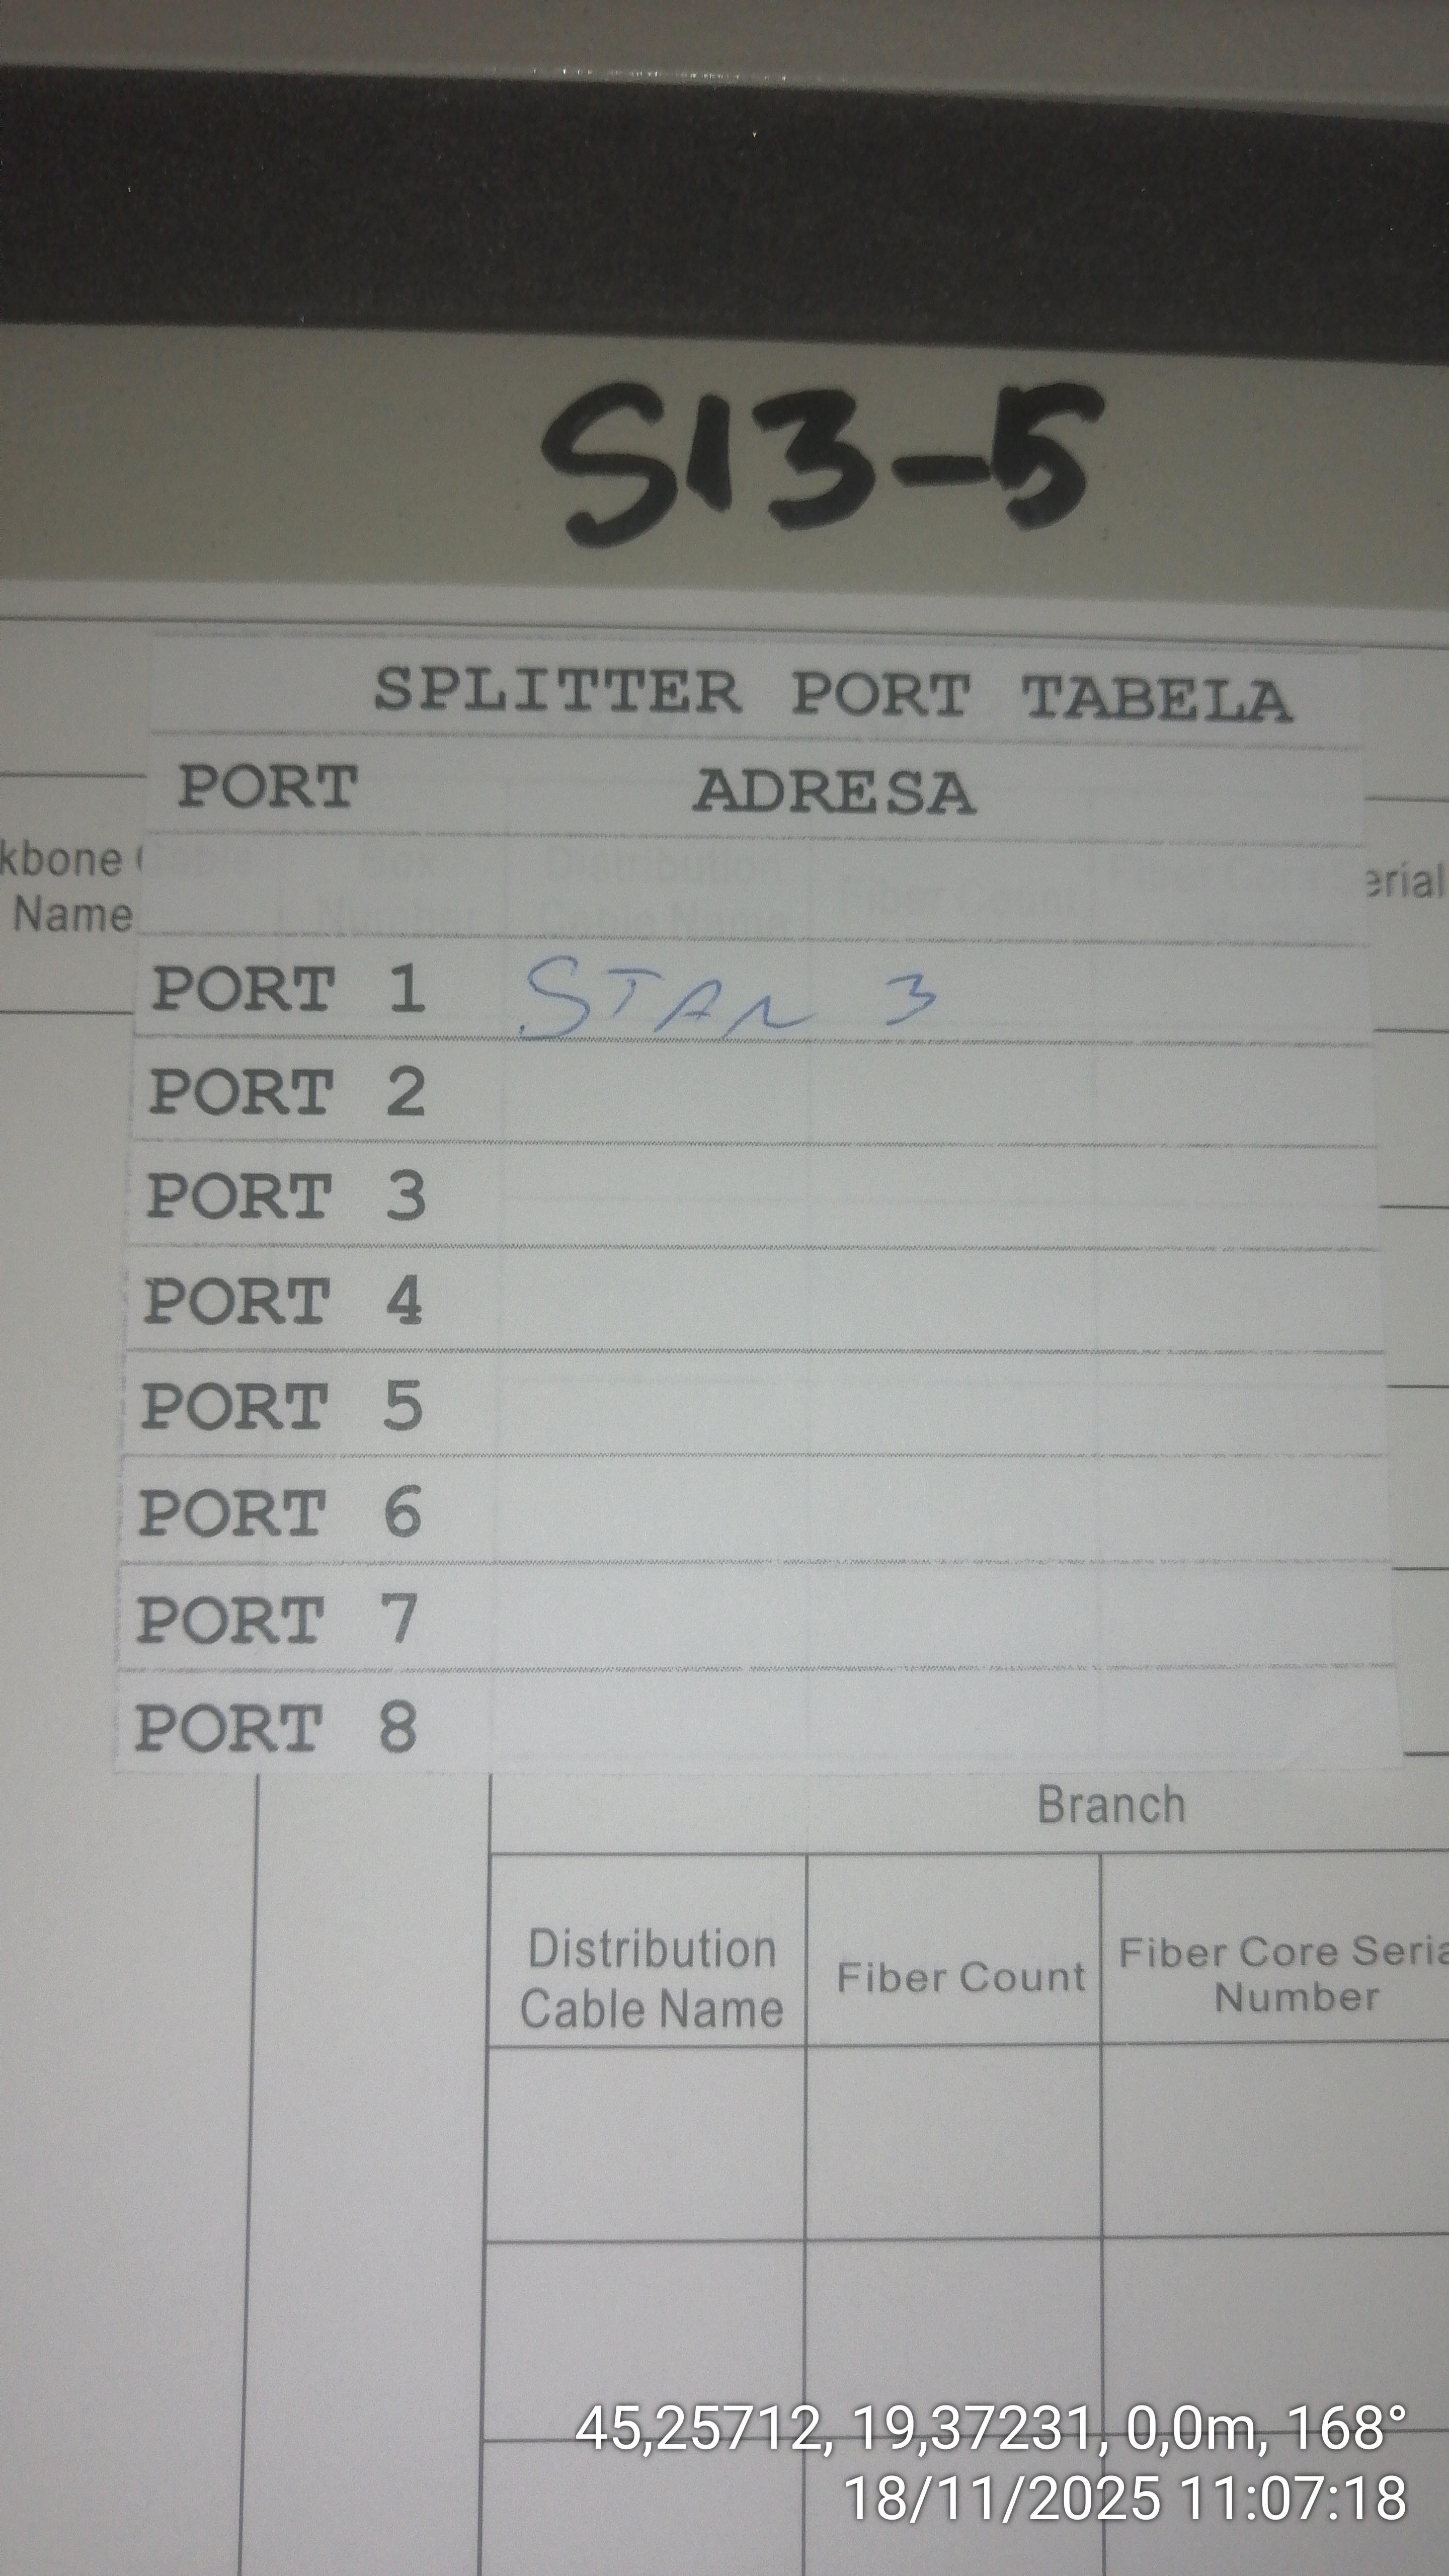 S13-5
SPLITTER PORT TABELA
PORT ADRESA
kbone
Name
erial
PORT 1 STAN 3
PORT 2
PORT 3
PORT 4
PORT 5
PORT 6
PORT 7
PORT 8
Branch
Distribution
Cable Name
Fiber Count
Fiber Core Seria
Number
45,25712, 19,37231, 0,0m, 168°
18/11/2025 11:07:18